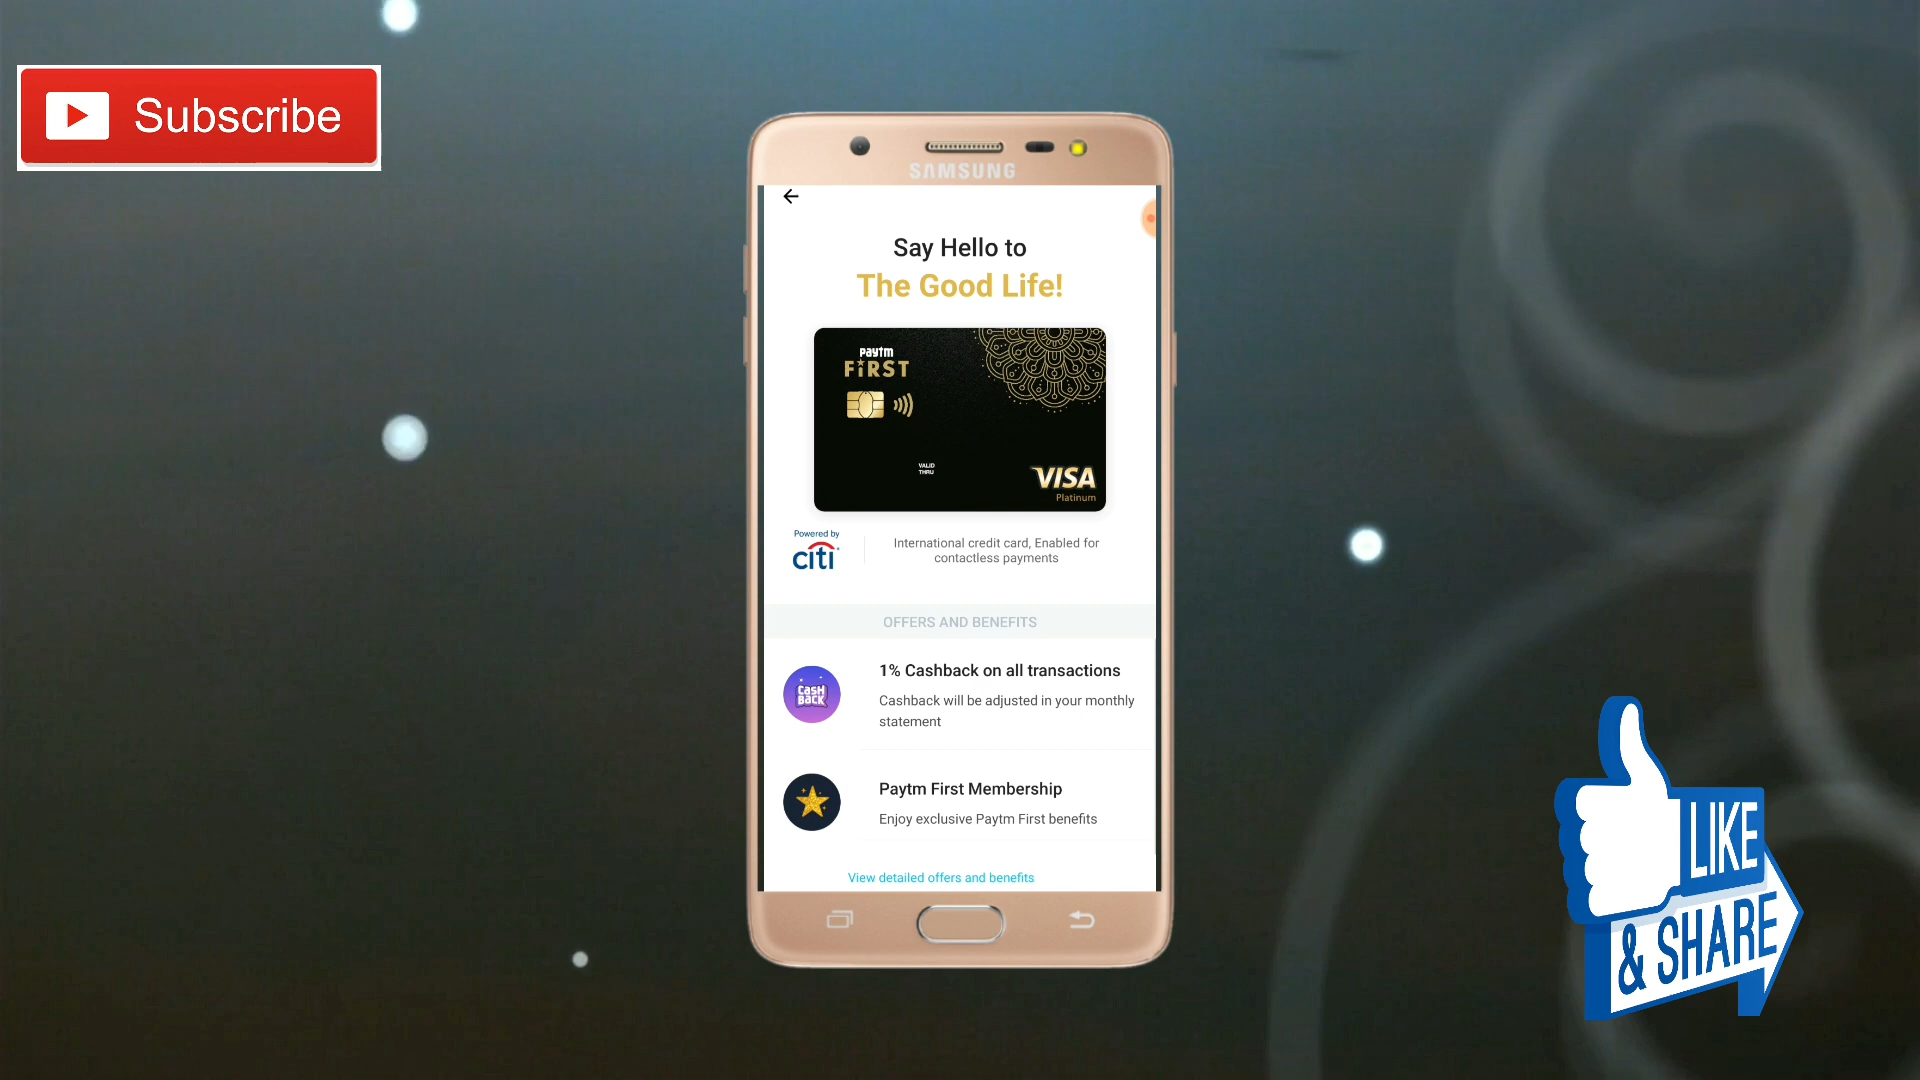 Subscribe
SAMSUNG
Say Hello to
The Good Life!
paytm
FiRST
VALID
THRU
VISA
Platinum
Powered by
citi
International credit card, Enabled for
contactless payments
OFFERS AND BENEFITS
CASH
BACK
1% Cashback on all transactions
Cashback will be adjusted in your monthly
statement
Paytm First Membership
Enjoy exclusive Paytm First benefits
View detailed offers and benefits
LIKE
& SHARE